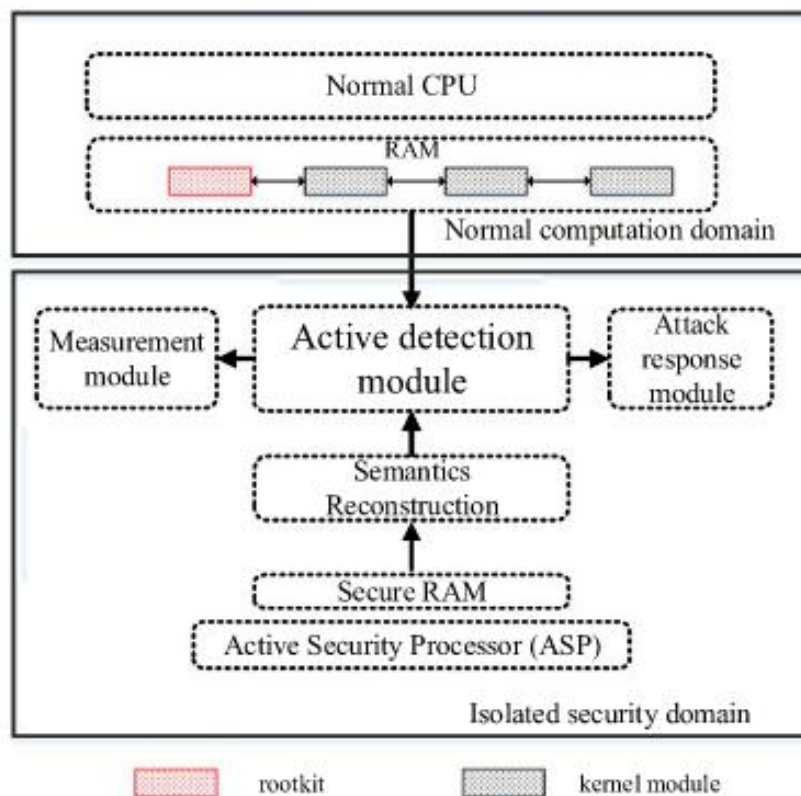 Normal CPU
RAM
Normal computation domain
Measurement
module
Active detection
module
Attack
response
module
Semantics
Reconstruction
Secure RAM
Active Security Processor (ASP)
Isolated security domain
rootkit
kernel module